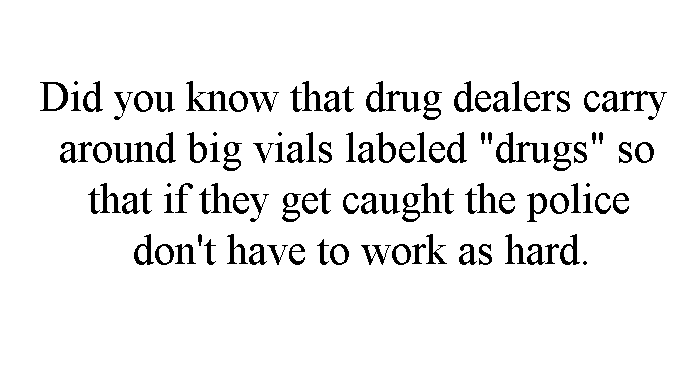 Did you know that drug dealers carry
around big vials labeled "drugs" so
that if they get caught the police
don't have to work as hard.